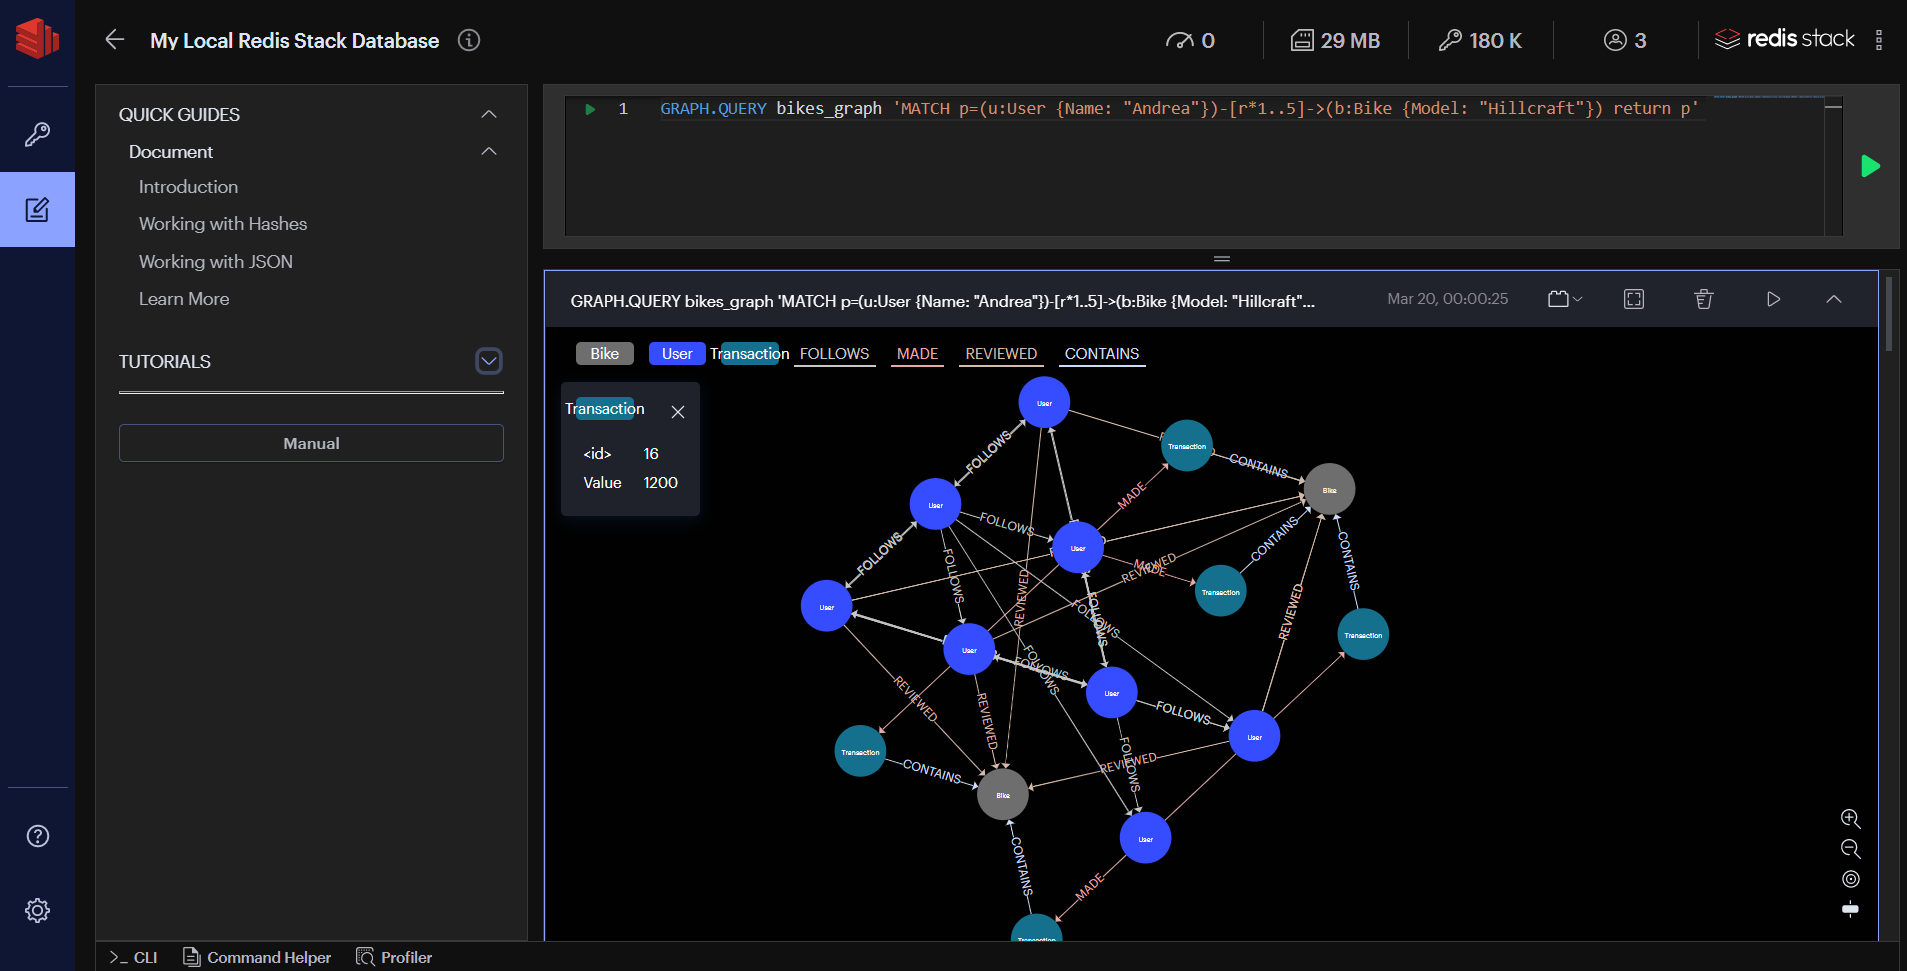 My Local Redis Stack Database
0
29 MB
180 K
3
redis stack
QUICK GUIDES
Document
Introduction
Working with Hashes
Working with JSON
Learn More
TUTORIALS
Manual
1 GRAPH.QUERY bikes_graph 'MATCH p=(u:User {Name: "Andrea"})-[r*1..5]->(b:Bike {Model: "Hillcraft"}) return p'
GRAPH.QUERY bikes_graph 'MATCH p=(u:User {Name: "Andrea"})-[r*1..5]->(b:Bike {Model: "Hillcraft"...
Mar 20, 00:00:25
Bike User Transaction FOLLOWS MADE REVIEWED CONTAINS
Transaction
<id> 16
Value 1200
User
FOLLOWS
Transaction
CONTAINS
Bike
MADE
User
FOLLOWS
User
CONTAINS
CONTAINS
FOLLOWS
FOLLOWS
REVIEWED
MADE
REVIEWED
Transaction
User
FOLLOWS
FOLLOWS
REVIEWED
Transaction
User
FOLLOWS
FOLLOWS
User
REVIEWED
REVIEWED
FOLLOWS
User
Transaction
CONTAINS
FOLLOWS
REVIEWED
Bike
User
CONTAINS
MADE
Transaction
>_ CLI
Command Helper
Profiler